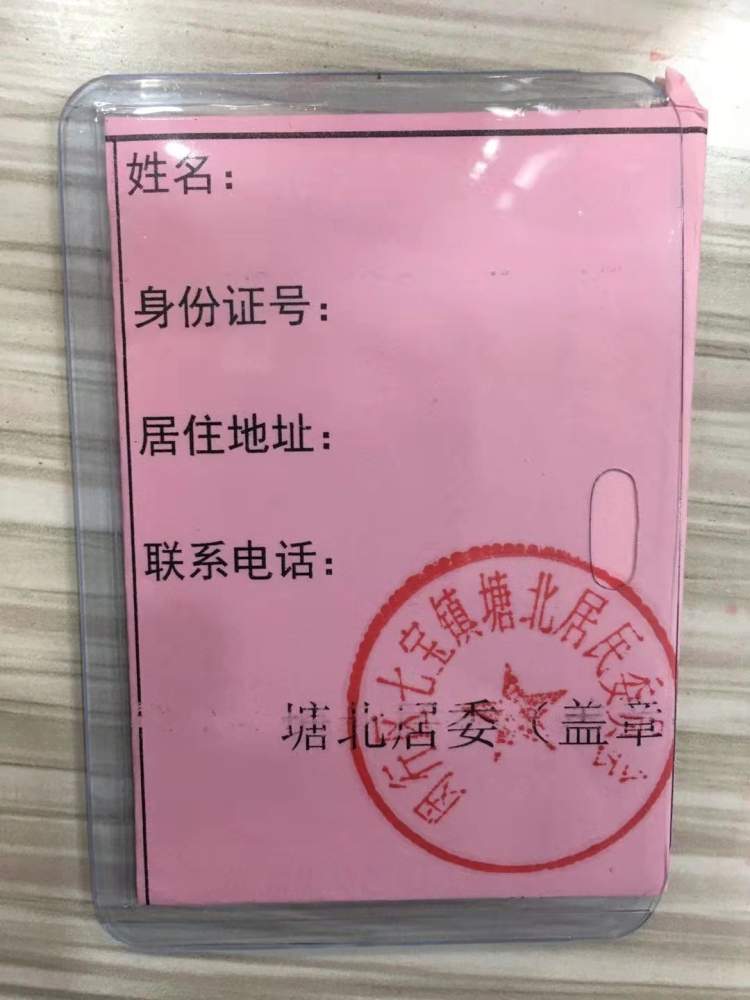 姓名：
身份证号：
居住地址：
联系电话：
塘北居委（盖章
闵行区七宝镇塘北居民委员会